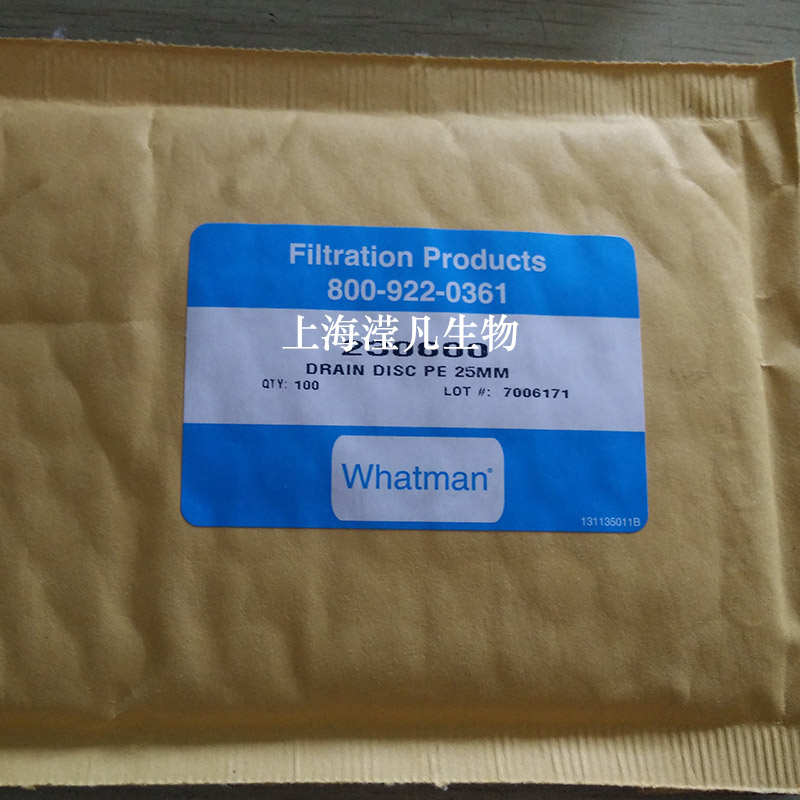 Filtration Products
800-922-0361
上海滢凡生物
DRAIN DISC PE 25MM
QTY: 100 LOT #: 7006171
Whatman®
131135011B